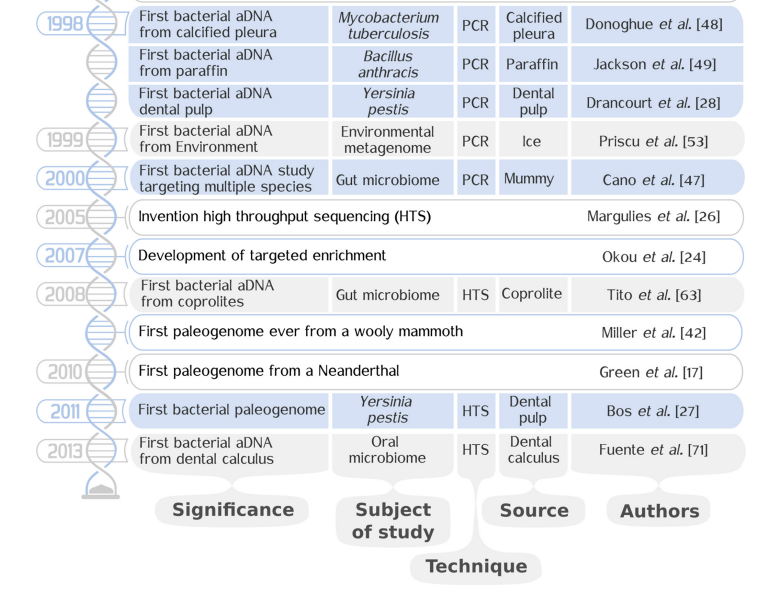 1998
First bacterial aDNA
from calcified pleura
Mycobacterium
tuberculosis
PCR
Calcified
pleura
Donoghue et al. [48]
First bacterial aDNA
from paraffin
Bacillus
anthracis
PCR
Paraffin
Jackson et al. [49]
First bacterial aDNA
dental pulp
Yersinia
pestis
PCR
Dental
pulp
Drancourt et al. [28]
1999
First bacterial aDNA
from Environment
Environmental
metagenome
PCR
Ice
Priscu et al. [53]
2000
First bacterial aDNA study
targeting multiple species
Gut microbiome
PCR
Mummy
Cano et al. [47]
2005
Invention high throughput sequencing (HTS)
Margulies et al. [26]
2007
Development of targeted enrichment
Okou et al. [24]
2008
First bacterial aDNA
from coprolites
Gut microbiome
HTS
Coprolite
Tito et al. [63]
First paleogenome ever from a wooly mammoth
Miller et al. [42]
2010
First paleogenome from a Neanderthal
Green et al. [17]
2011
First bacterial paleogenome
Yersinia
pestis
HTS
Dental
pulp
Bos et al. [27]
2013
First bacterial aDNA
from dental calculus
Oral
microbiome
HTS
Dental
calculus
Fuente et al. [71]
Significance
Subject
of study
Technique
Source
Authors